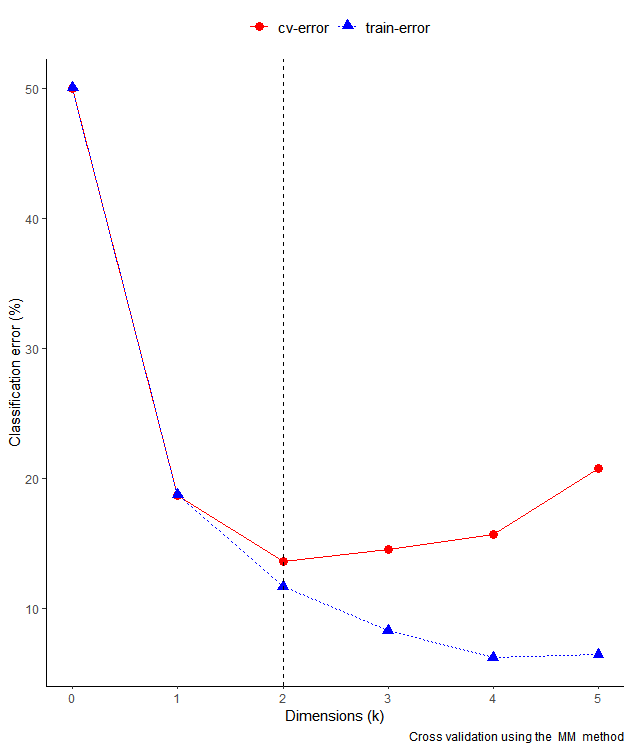 cv-error train-error
50
40
30
20
10
Classification error (%)
0 1 2 3 4 5
Dimensions (k)
Cross validation using the MM method